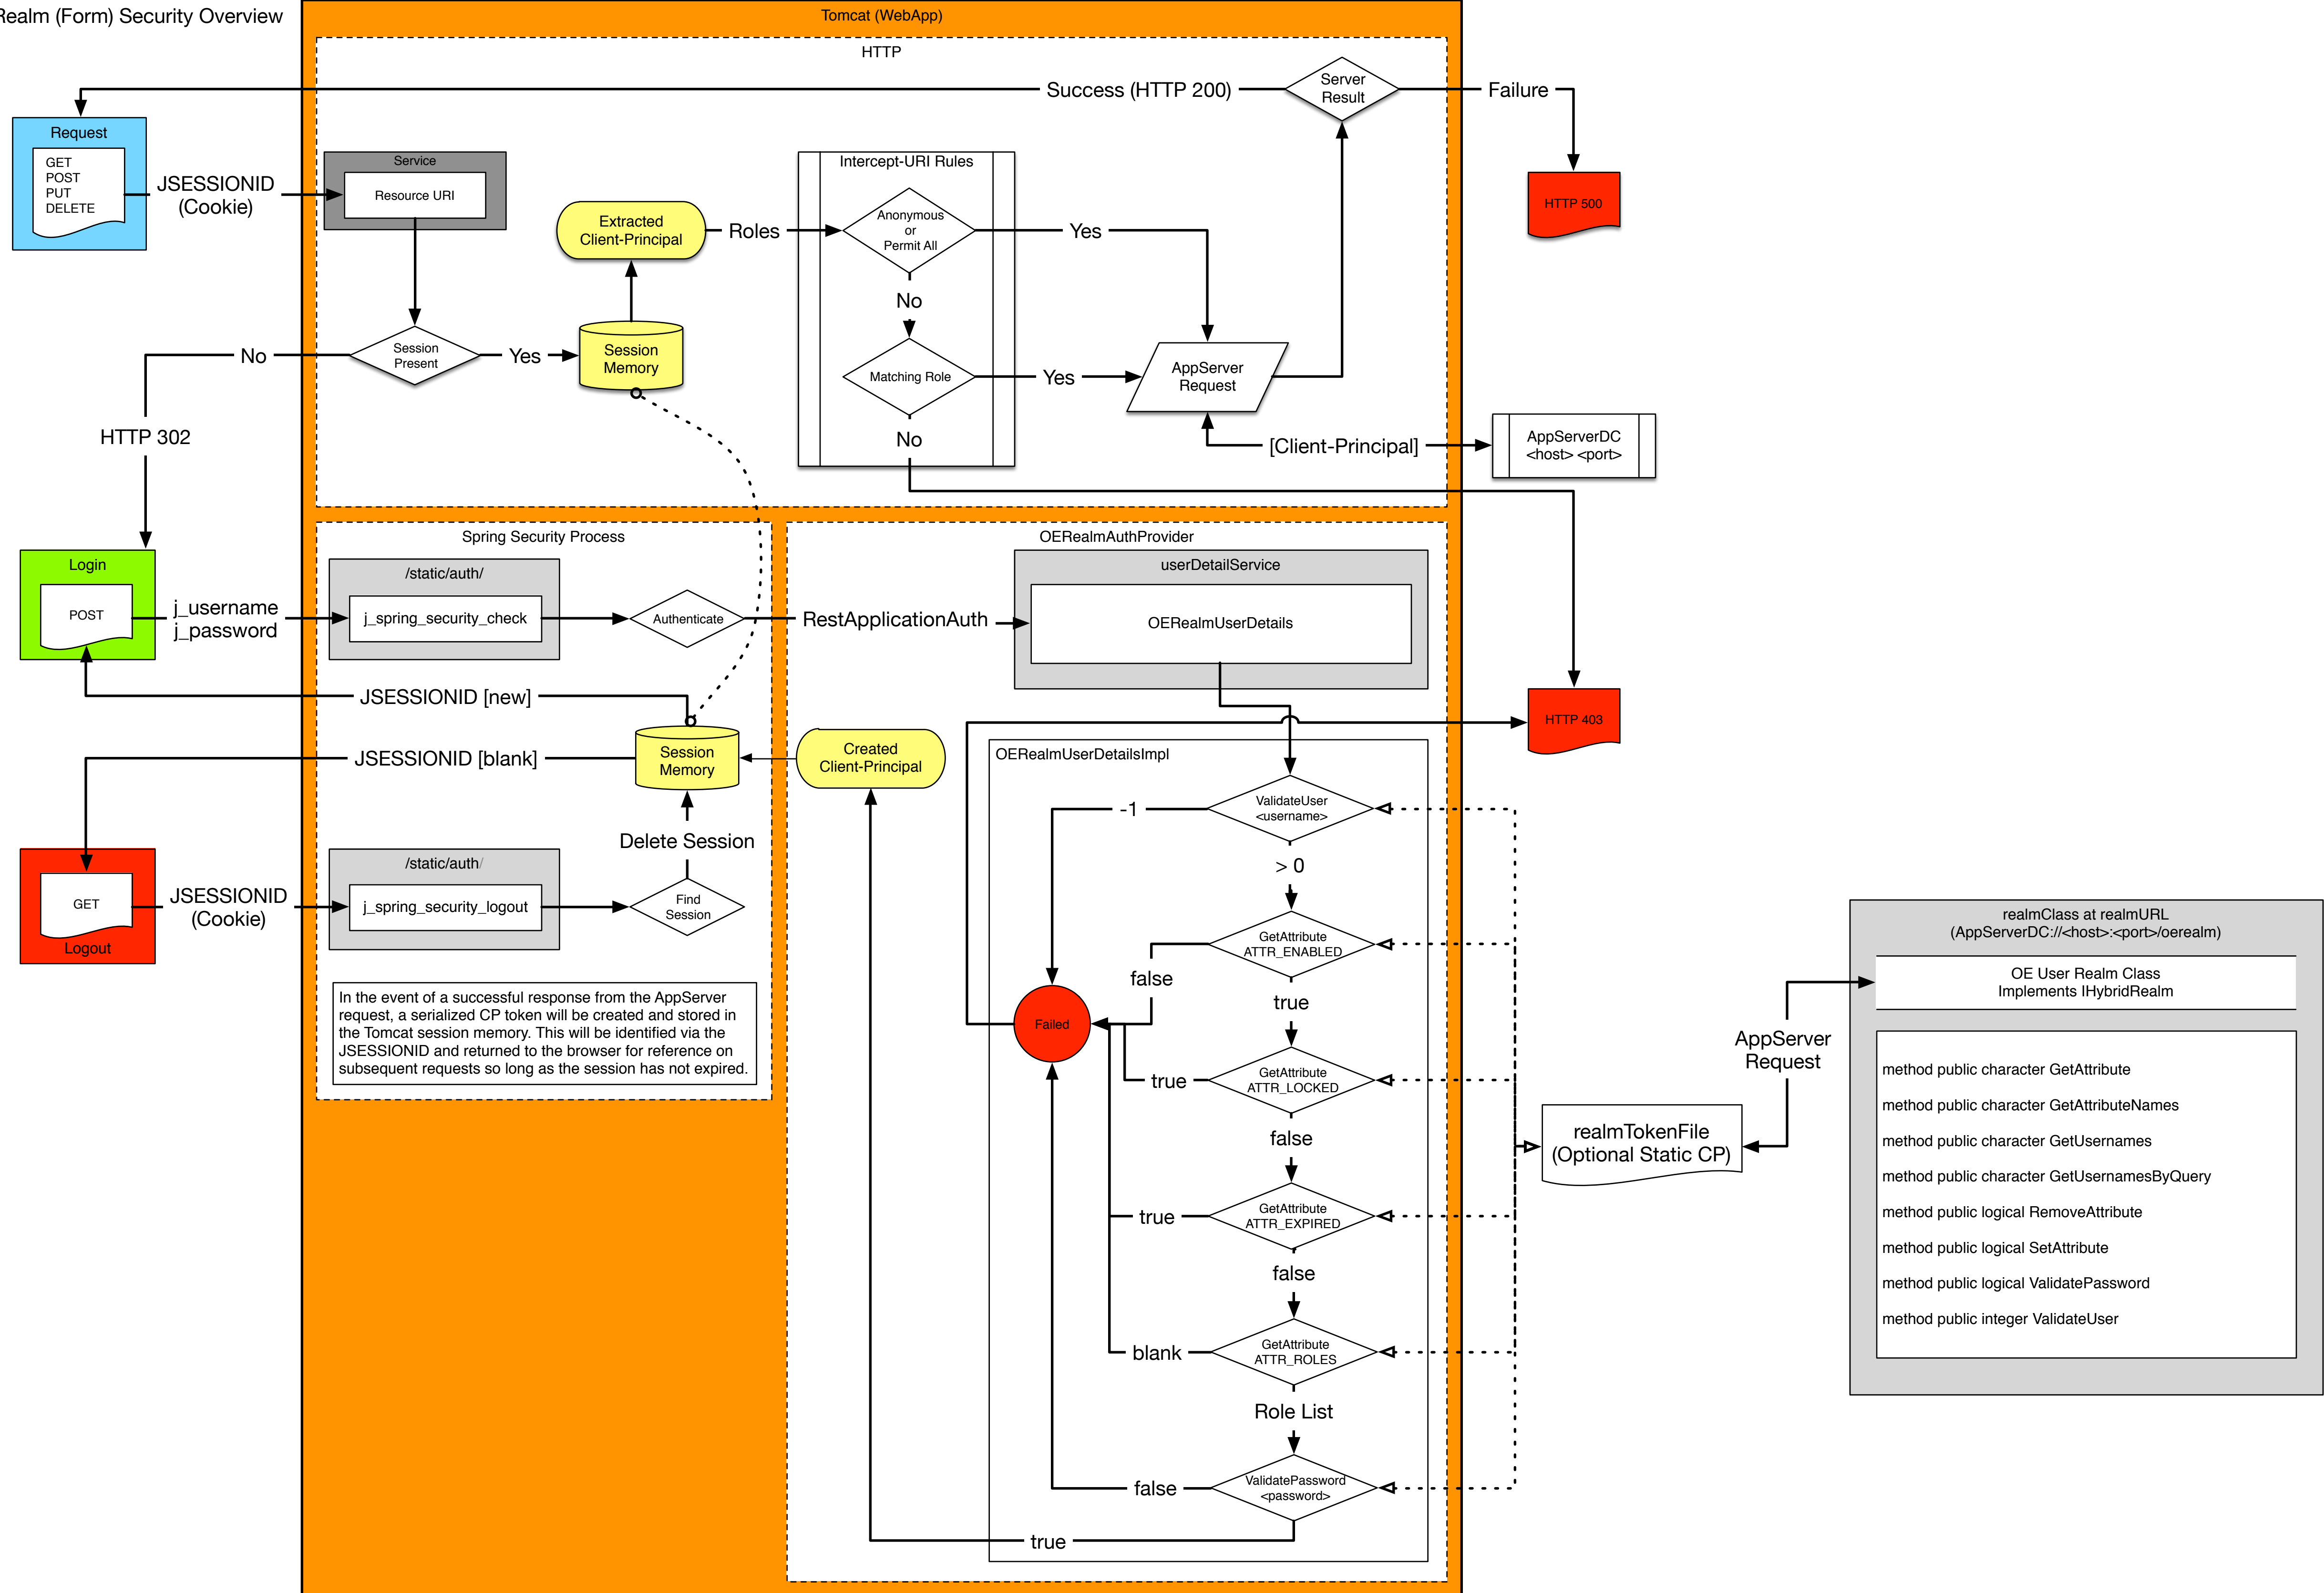 Realm (Form) Security Overview
Tomcat (WebApp)
HTTP
Success (HTTP 200)
Server
Result
Failure
Request
GET
POST
PUT
DELETE
JSESSIONID
(Cookie)
Service
Resource URI
Extracted
Client-Principal
Roles
Intercept-URI Rules
Anonymous
or
Permit All
Yes
HTTP 500
No
No
Session
Present
Yes
Session
Memory
Matching Role
Yes
AppServer
Request
HTTP 302
No
[Client-Principal]
AppServerDC
<host> <port>
Spring Security Process
OERealmAuthProvider
Login
POST
j_username
j_password
/static/auth/
j_spring_security_check
Authenticate
RestApplicationAuth
userDetailService
OERealmUserDetails
JSESSIONID [new]
HTTP 403
JSESSIONID [blank]
Session
Memory
Created
Client-Principal
OERealmUserDetailsImpl
-1
ValidateUser
<username>
Delete Session
> 0
GET
Logout
JSESSIONID
(Cookie)
/static/auth/
j_spring_security_logout
Find
Session
GetAttribute
ATTR_ENABLED
false
true
Failed
In the event of a successful response from the AppServer
request, a serialized CP token will be created and stored in
the Tomcat session memory. This will be identified via the
JSESSIONID and returned to the browser for reference on
subsequent requests so long as the session has not expired.
true
GetAttribute
ATTR_LOCKED
false
true
GetAttribute
ATTR_EXPIRED
false
blank
GetAttribute
ATTR_ROLES
Role List
false
ValidatePassword
<password>
true
realmTokenFile
(Optional Static CP)
AppServer
Request
realmClass at realmURL
(AppServerDC://<host>:<port>/oerealm)
OE User Realm Class
Implements IHybridRealm
method public character GetAttribute
method public character GetAttributeNames
method public character GetUsernames
method public character GetUsernamesByQuery
method public logical RemoveAttribute
method public logical SetAttribute
method public logical ValidatePassword
method public integer ValidateUser